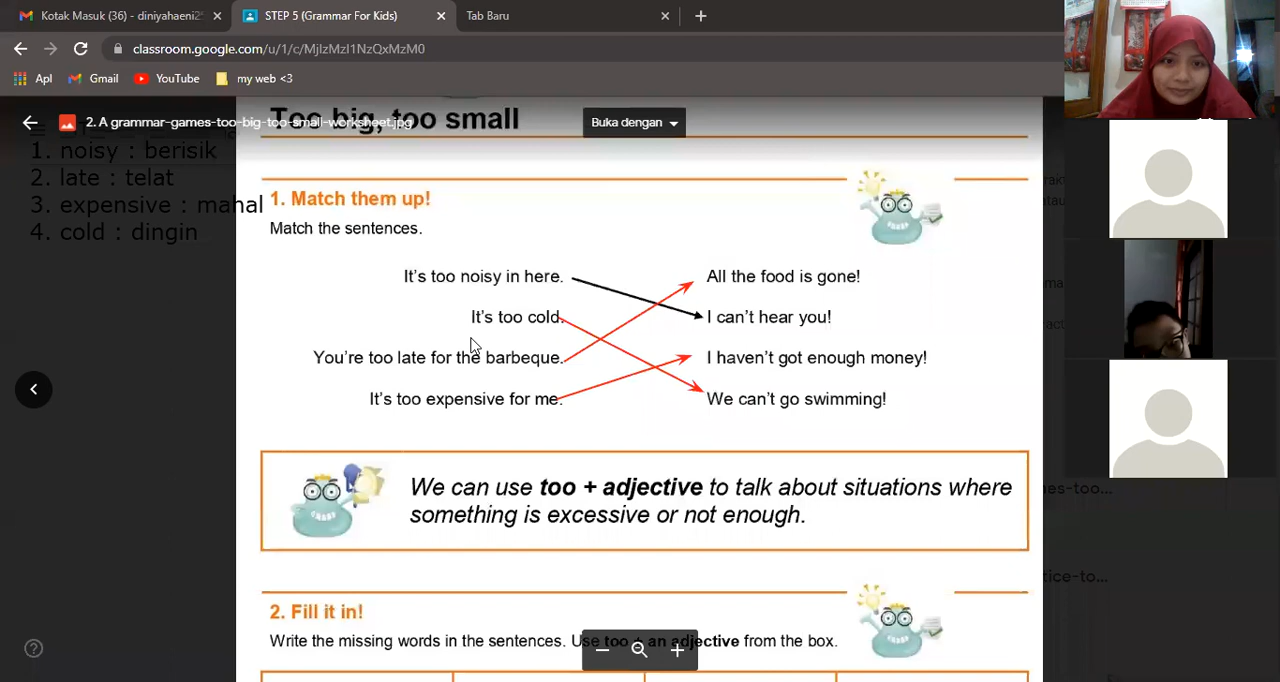 Kotak Masuk (36) - diniyahaeni2
STEP 5 (Grammar For Kids)
Tab Baru
classroom.google.com/u/1/c/MjIzMzI1NzQxMzM0
Apl
Gmail
YouTube
my web <3
Too big, too small
2. A grammar-games-too-big-too-small-worksheet.jpg
Buka dengan
1. noisy : berisik
2. late : telat
3. expensive : mahal
4. cold : dingin
1. Match them up!
Match the sentences.
It's too noisy in here.
All the food is gone!
It's too cold.
I can't hear you!
You're too late for the barbeque.
I haven't got enough money!
It's too expensive for me.
We can't go swimming!
We can use too + adjective to talk about situations where
something is excessive or not enough.
2. Fill it in!
Write the missing words in the sentences. Use too + an adjective from the box.